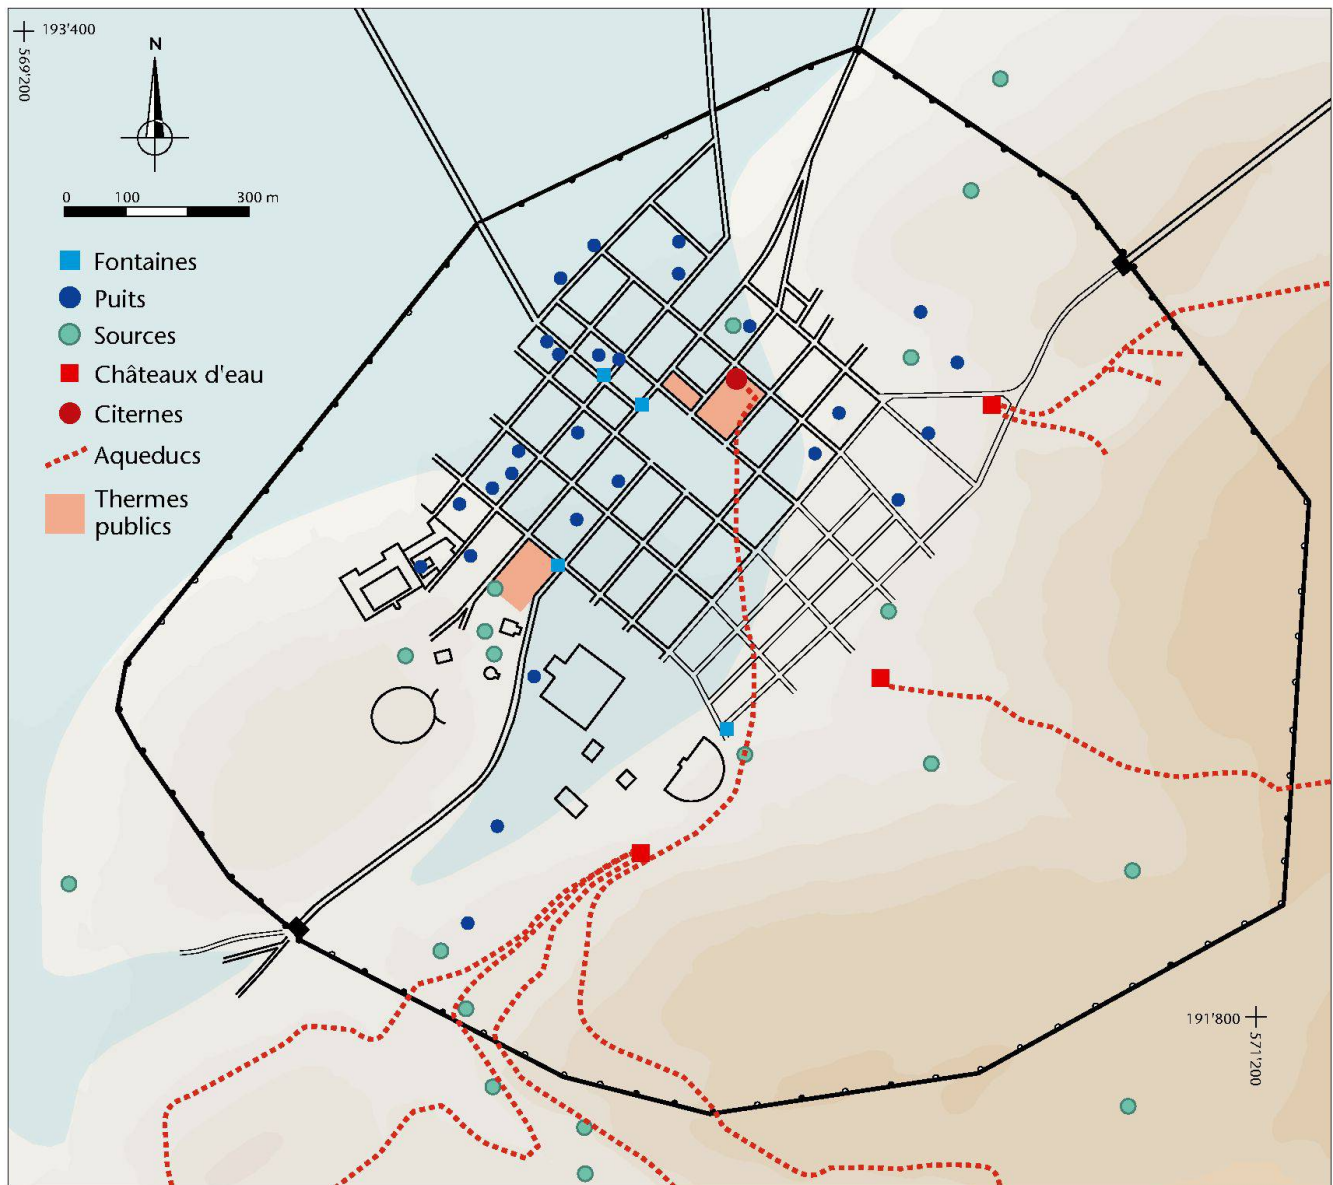 193'400
569'200
N
0 100 300 m
Fontaines
Puits
Sources
Châteaux d'eau
Citernes
Aqueducs
Thermes
publics
191'800
571'200